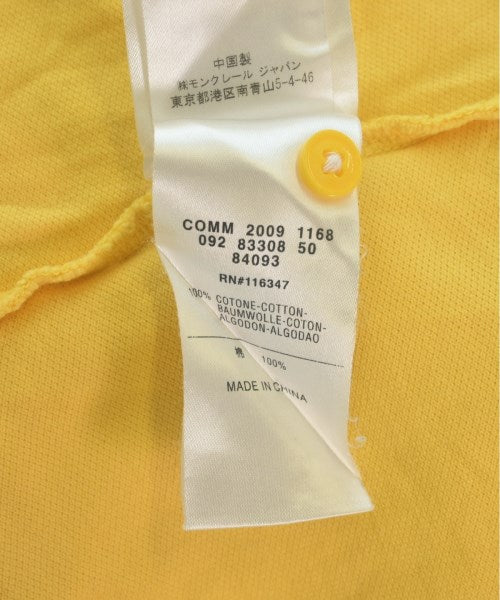 中国製
㈱モンクレール ジャパン
東京都港区南青山5-4-46
COMM 2009 1168
092 83308 50
84093
RN#116347
100% COTONE-COTTON-
BAUMWOLLE-COTON-
ALGODON-ALGODAO
棉 100%
MADE IN CHINA